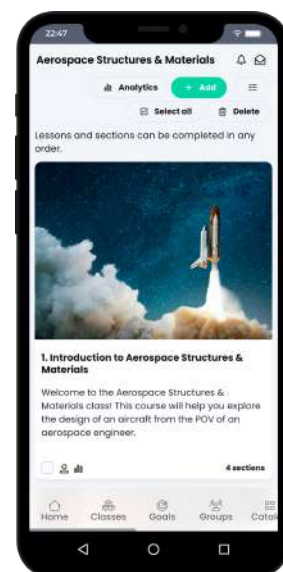 22:47
Aerospace Structures & Materials
Analytics + Add
Select all Delete
Lessons and sections can be completed in any
order.
1. Introduction to Aerospace Structures &
Materials
Welcome to the Aerospace Structures &
Materials class! This course will help you explore
the design of an aircraft from the POV of an
aerospace engineer.
4 sections
Home Classes Goals Groups Catal